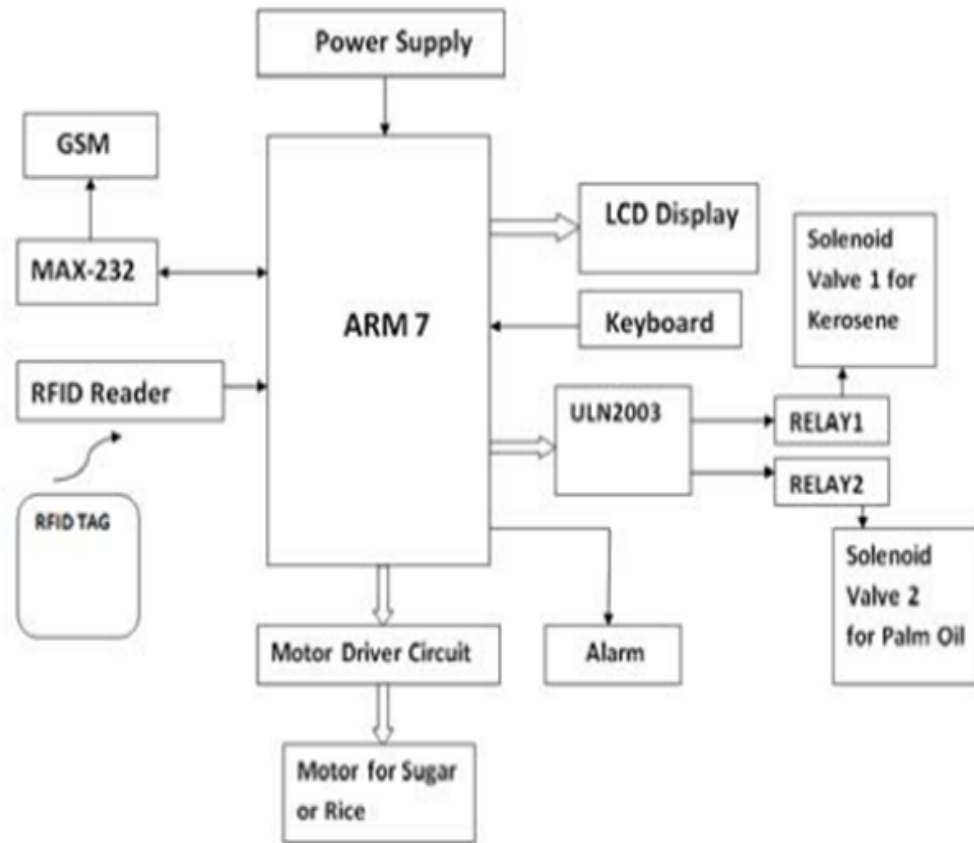 Power Supply
GSM
MAX-232
RFID Reader
RFID TAG
ARM 7
LCD Display
Keyboard
ULN2003
RELAY1
RELAY2
Solenoid
Valve 1 for
Kerosene
Solenoid
Valve 2
for Palm Oil
Alarm
Motor Driver Circuit
Motor for Sugar
or Rice